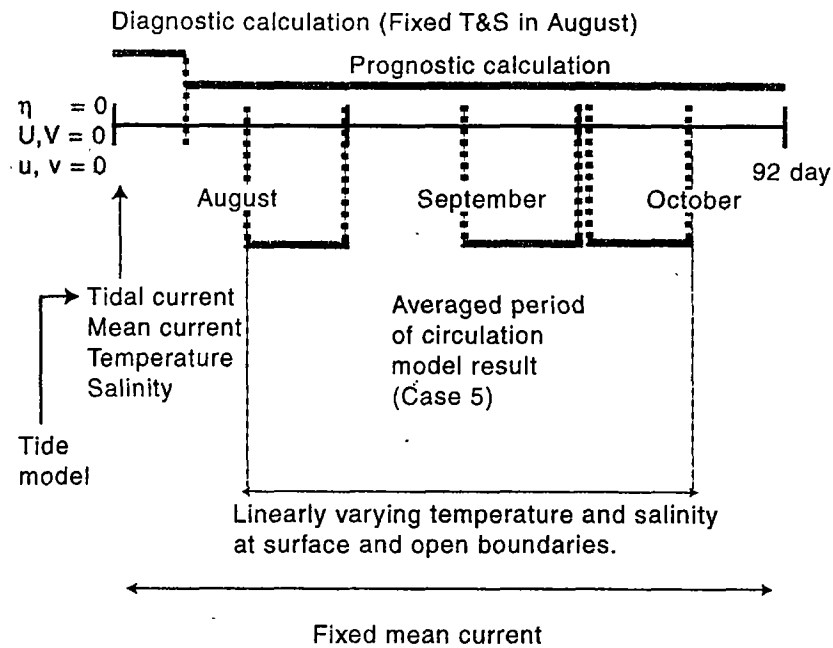 Diagnostic calculation (Fixed T&S in August)
Prognostic calculation
η = 0
U,V = 0
u, v = 0
92 day
August
September
October
Tidal current
Mean current
Temperature
Salinity
Averaged period
of circulation
model result
(Case 5)
Tide
model
Linearly varying temperature and salinity
at surface and open boundaries.
Fixed mean current